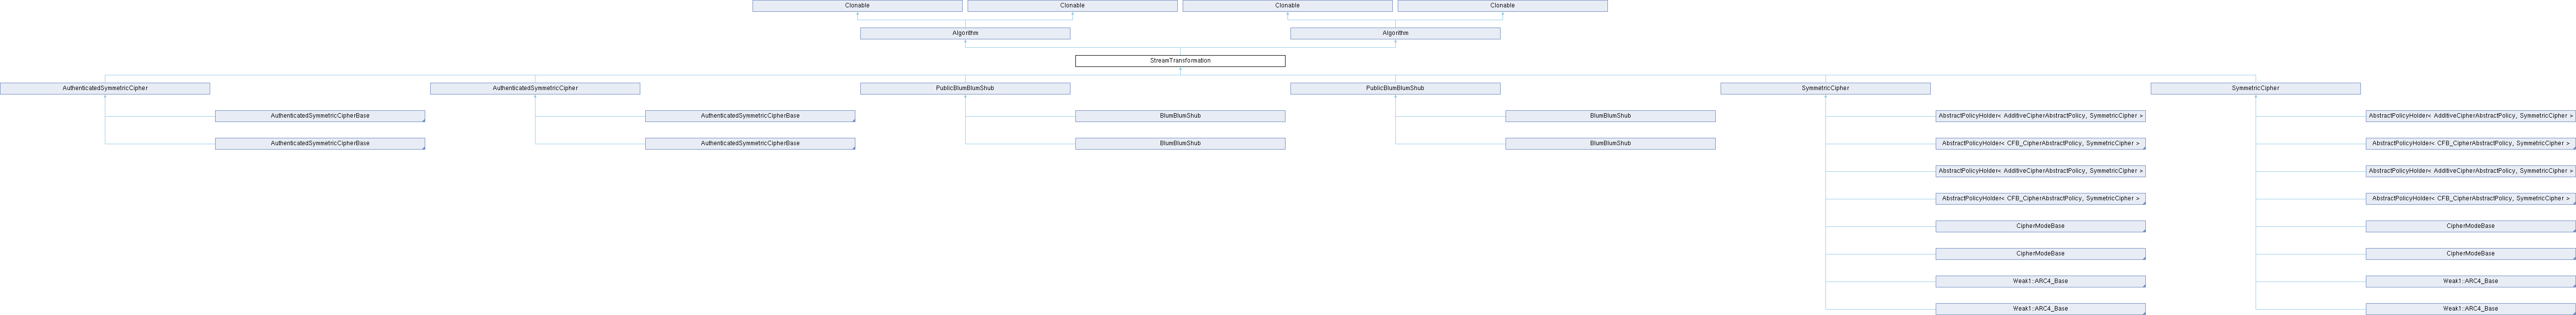 Clonable
Clonable
Clonable
Clonable
Algorithm
Algorithm
StreamTransformation
AuthenticatedSymmetricCipher
AuthenticatedSymmetricCipher
PublicBlumBlumShub
PublicBlumBlumShub
SymmetricCipher
SymmetricCipher
AuthenticatedSymmetricCipherBase
AuthenticatedSymmetricCipherBase
BlumBlumShub
BlumBlumShub
AbstractPolicyHolder< AdditiveCipherAbstractPolicy, SymmetricCipher >
AbstractPolicyHolder< AdditiveCipherAbstractPolicy, SymmetricCipher >
AuthenticatedSymmetricCipherBase
AuthenticatedSymmetricCipherBase
BlumBlumShub
BlumBlumShub
AbstractPolicyHolder< CFB_CipherAbstractPolicy, SymmetricCipher >
AbstractPolicyHolder< CFB_CipherAbstractPolicy, SymmetricCipher >
AbstractPolicyHolder< AdditiveCipherAbstractPolicy, SymmetricCipher >
AbstractPolicyHolder< AdditiveCipherAbstractPolicy, SymmetricCipher >
AbstractPolicyHolder< CFB_CipherAbstractPolicy, SymmetricCipher >
AbstractPolicyHolder< CFB_CipherAbstractPolicy, SymmetricCipher >
CipherModeBase
CipherModeBase
CipherModeBase
CipherModeBase
Weak1::ARC4_Base
Weak1::ARC4_Base
Weak1::ARC4_Base
Weak1::ARC4_Base